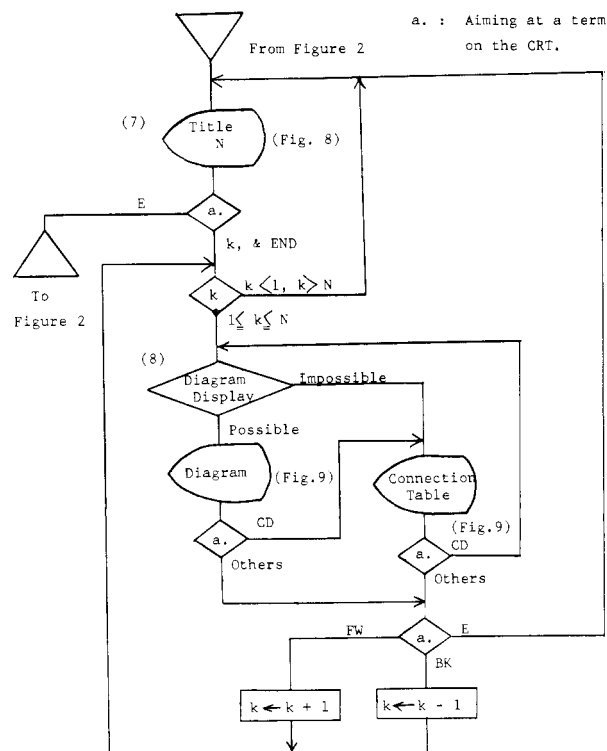 a. : Aiming at a term
on the CRT.
From Figure 2
(7)
Title
N
(Fig. 8)
E
a.
k, & END
To
Figure 2
k
k < 1, k > N
1 ≦ k ≦ N
(8)
Diagram
Display
Impossible
Possible
Diagram
(Fig.9)
Connection
Table
(Fig.9)
a.
CD
Others
a.
CD
Others
FW
a.
E
BK
k ← k + 1
k ← k - 1